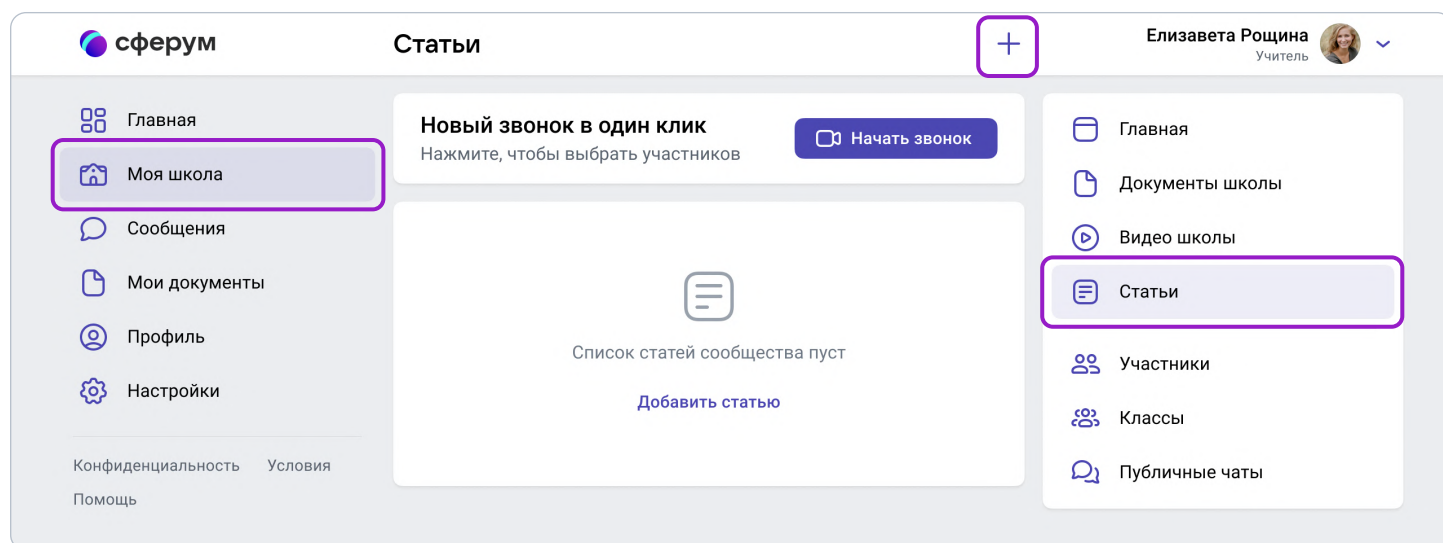 сферум
Статьи
Елизавета Рощина
Учитель
Главная
Моя школа
Сообщения
Мои документы
Профиль
Настройки
Конфиденциальность Условия
Помощь
Новый звонок в один клик
Нажмите, чтобы выбрать участников
Начать звонок
Список статей сообщества пуст
Добавить статью
Главная
Документы школы
Видео школы
Статьи
Участники
Классы
Публичные чаты